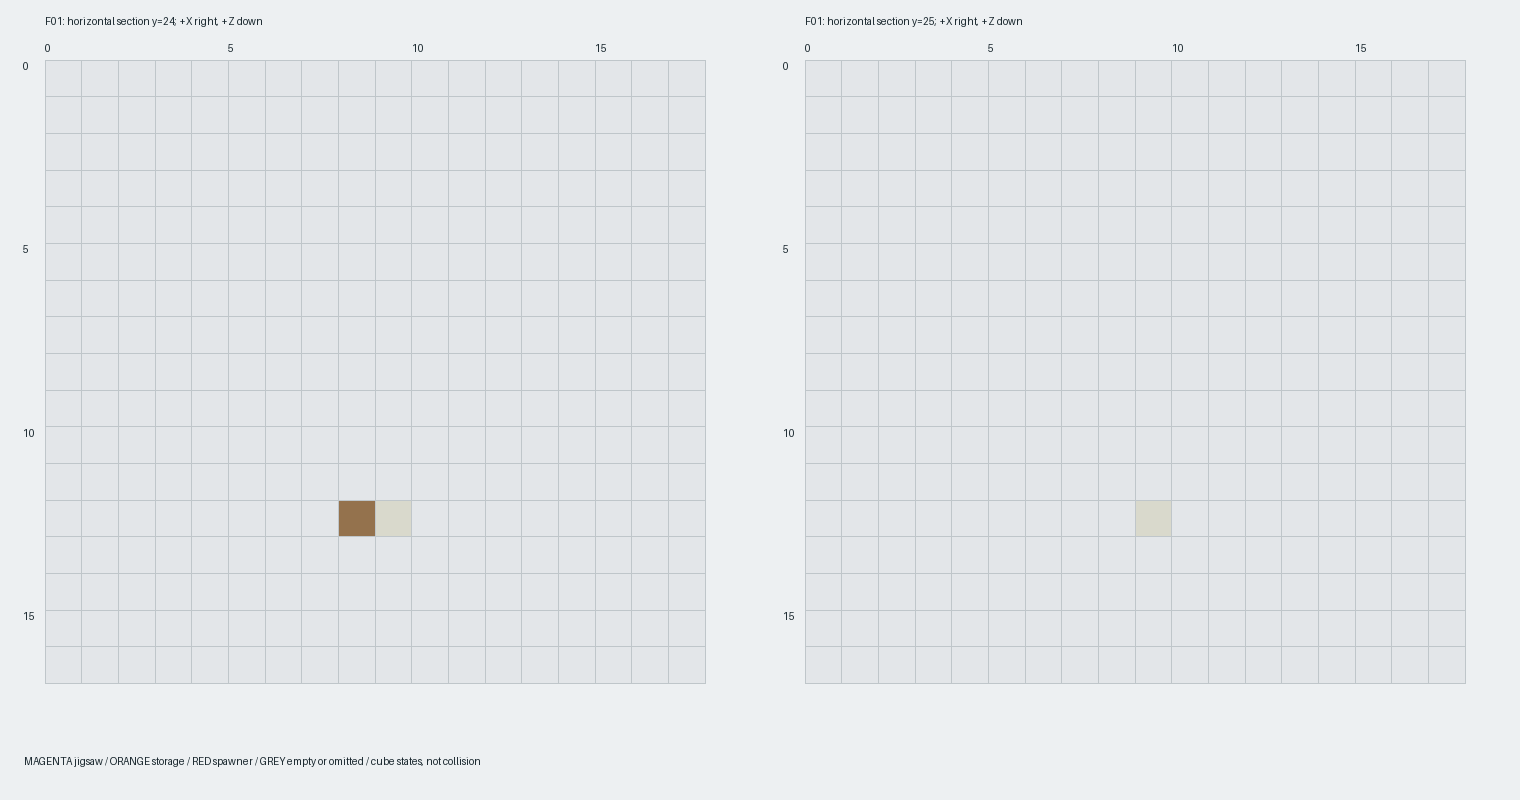 F01: horizontal section y=24; +X right, +Z down
F01: horizontal section y=25; +X right, +Z down
0 5 10 15
0 5 10 15
0
0
5
5
10
10
15
15
MAGENTA jigsaw / ORANGE storage / RED spawner / GREY empty or omitted / cube states, not collision